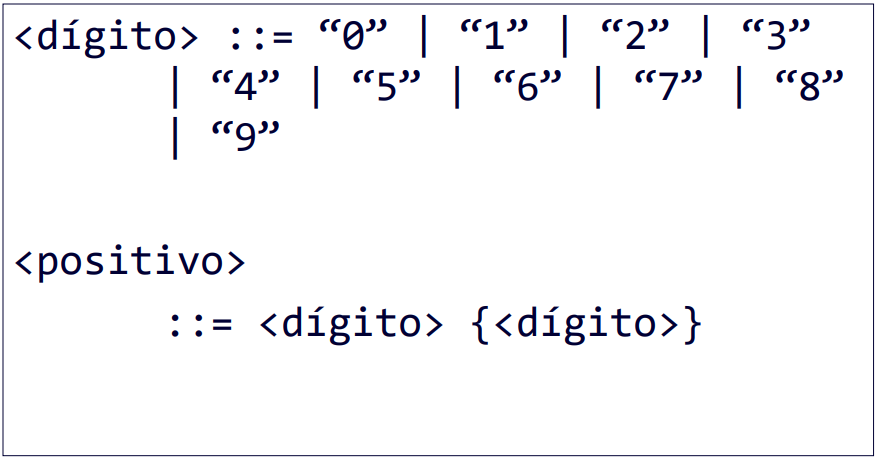 <dígito> ::= “0” | “1” | “2” | “3”
| “4” | “5” | “6” | “7” | “8”
| “9”
<positivo>
::= <dígito> {<dígito>}